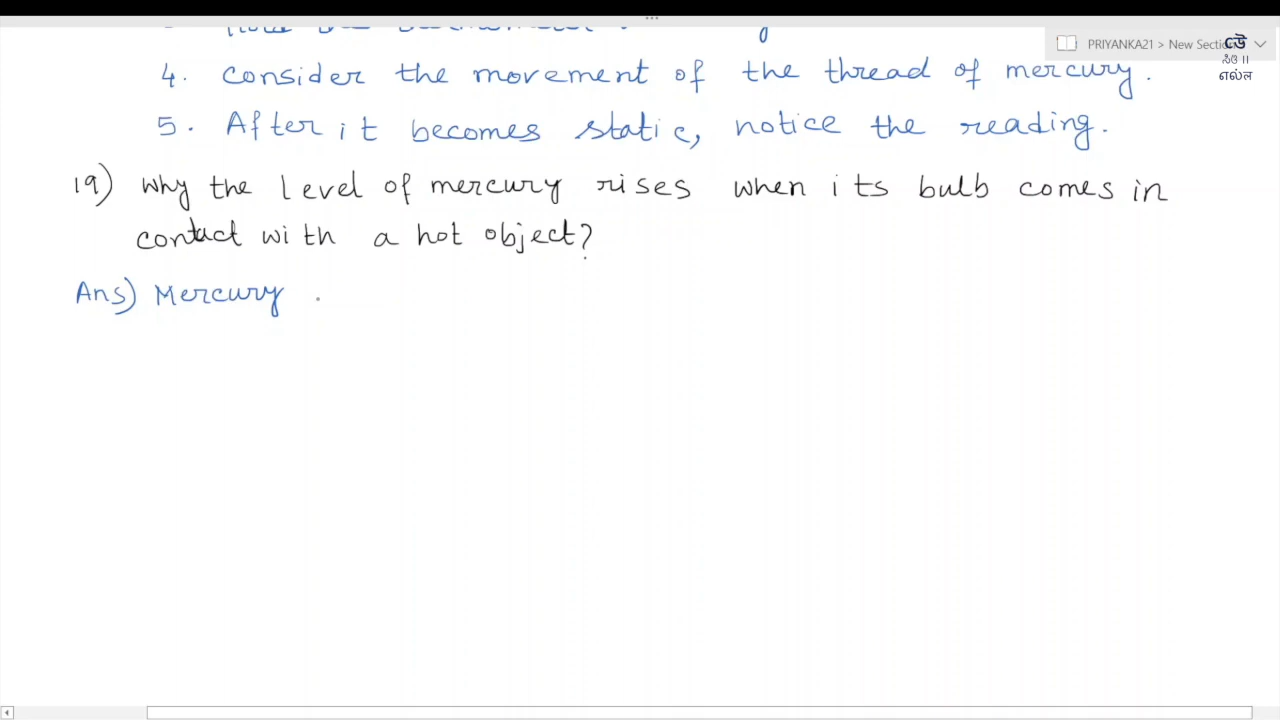 PRIYANKA21 > New Section
4. Consider the movement of the thread of mercury.
5. After it becomes static, notice the reading.
19) Why the level of mercury rises when its bulb comes in
contact with a hot object?
Ans) Mercury